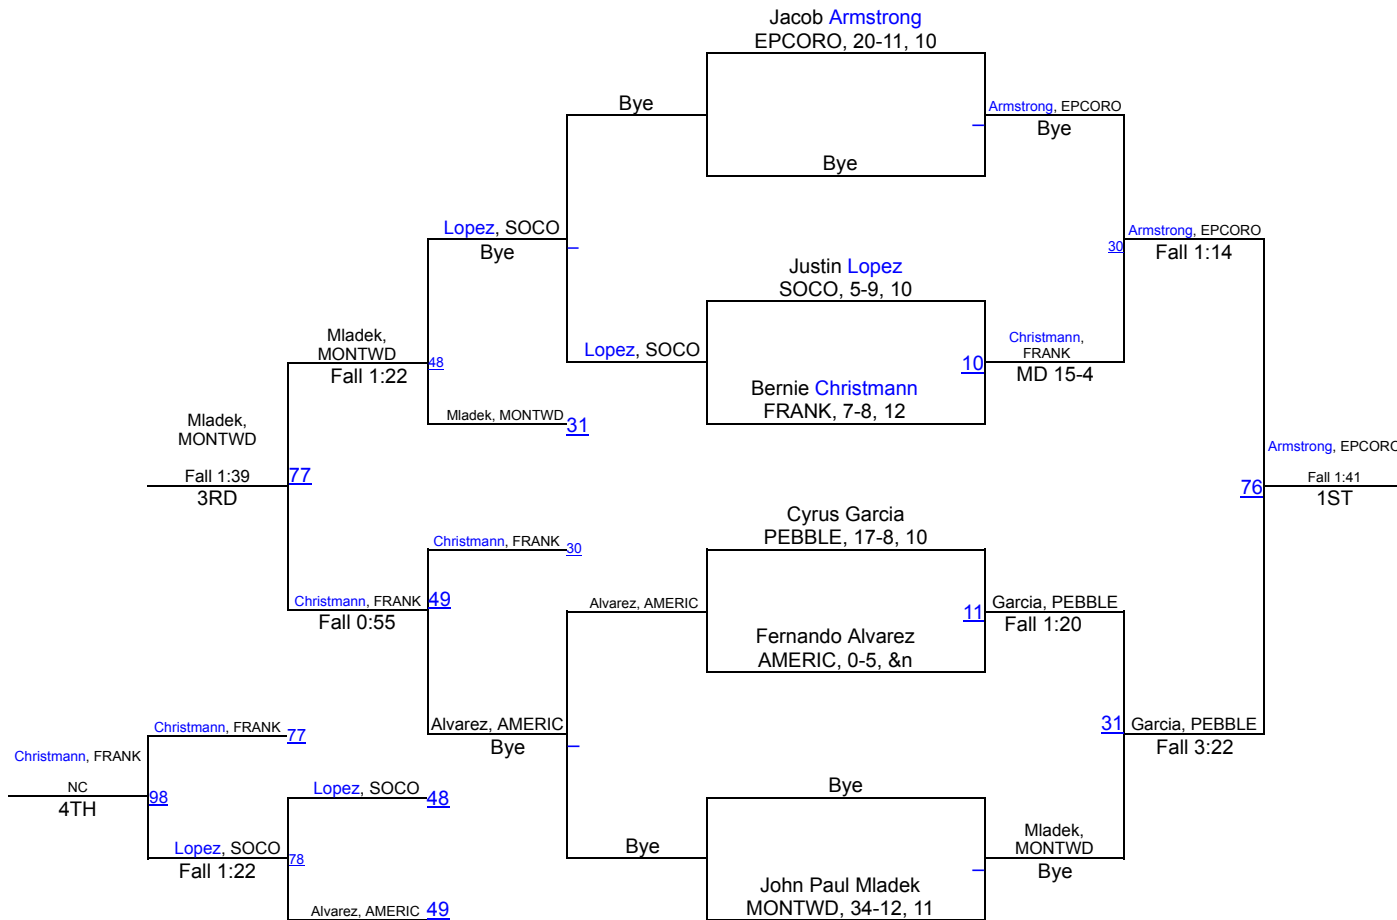 Jacob Armstrong
EPCORO, 20-11, 10
Bye
Armstrong, EPCORO
Bye
Bye
Lopez, SOCO
Bye
Armstrong, EPCORO
30
Fall 1:14
Justin Lopez
SOCO, 5-9, 10
Mladek,
MONTWD
48
Fall 1:22
Lopez, SOCO
Christmann,
FRANK
10
MD 15-4
Bernie Christmann
FRANK, 7-8, 12
Mladek, MONTWD
31
Mladek,
MONTWD
Fall 1:39
77
3RD
Armstrong, EPCORO
Fall 1:41
76
1ST
Cyrus Garcia
PEBBLE, 17-8, 10
Christmann, FRANK
30
Christmann, FRANK
49
Fall 0:55
Alvarez, AMERIC
Garcia, PEBBLE
11
Fall 1:20
Fernando Alvarez
AMERIC, 0-5, &n
Alvarez, AMERIC
Bye
31
Garcia, PEBBLE
Fall 3:22
Christmann, FRANK
77
Christmann, FRANK
NC
98
4TH
Lopez, SOCO
48
Bye
Lopez, SOCO
78
Fall 1:22
Bye
Mladek,
MONTWD
Bye
John Paul Mladek
MONTWD, 34-12, 11
Alvarez, AMERIC
49